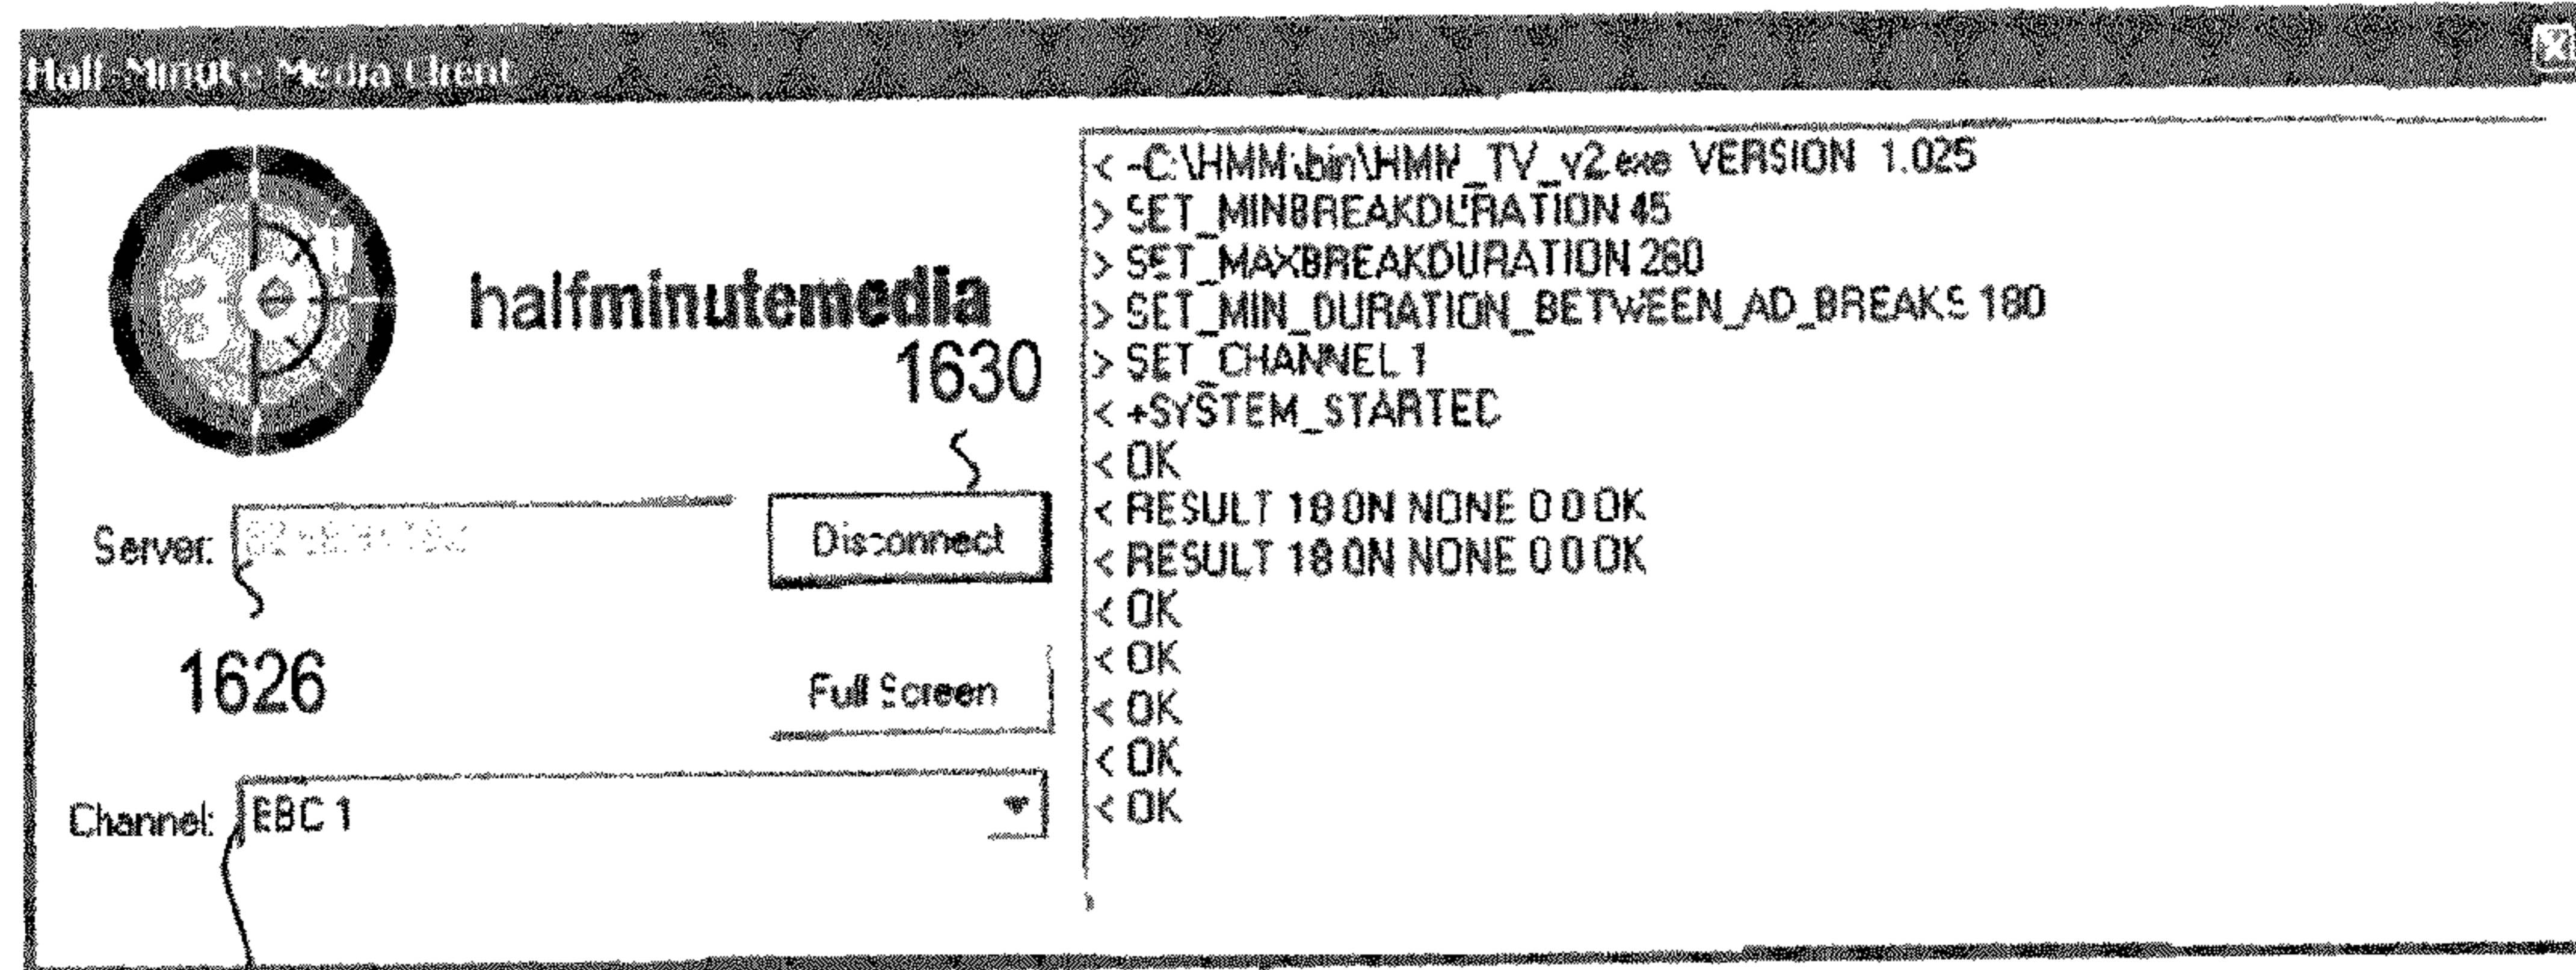 Half-Minute Media Client
halfminutemedia
1630
Server:
Disconnect
1626
Full Screen
Channel: EBC 1
< -C:\HMM\bin\HMM_TV_v2.exe VERSION 1.025
> SET_MINBREAKDURATION 45
> SET_MAXBREAKDURATION 260
> SET_MIN_DURATION_BETWEEN_AD_BREAKS 180
> SET_CHANNEL 1
< +SYSTEM_STARTED
< OK
< RESULT 18 ON NONE 0 0 OK
< RESULT 18 ON NONE 0 0 OK
< OK
< OK
< OK
< OK
< OK